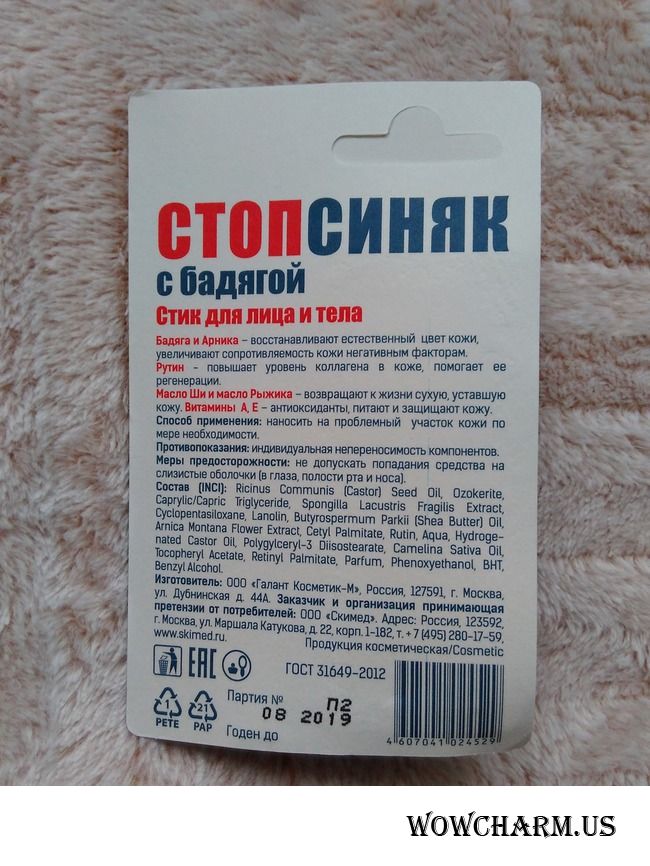 СТОПСИНЯК
с бадягой
Стик для лица и тела
Бадяга и Арника – восстанавливают естественный цвет кожи,
увеличивают сопротивляемость кожи негативным факторам.
Рутин - повышает уровень коллагена в коже, помогает ее
регенерации.
Масло Ши и масло Рыжика – возвращают к жизни сухую, уставшую
кожу. Витамины А, Е – антиоксиданты, питают и защищают кожу.
Способ применения: наносить на проблемный участок кожи по
мере необходимости.
Противопоказания: индивидуальная непереносимость компонентов.
Меры предосторожности: не допускать попадания средства на
слизистые оболочки (в глаза, полости рта и носа).
Состав (INCI): Ricinus Communis (Castor) Seed Oil, Ozokerite,
Caprylic/Capric Triglyceride, Spongilla Lacustris Fragilis Extract,
Cyclopentasiloxane, Lanolin, Butyrospermum Parkii (Shea Butter) Oil,
Arnica Montana Flower Extract, Cetyl Palmitate, Rutin, Aqua, Hydroge-
nated Castor Oil, Polyglyceryl-3 Diisostearate, Camelina Sativa Oil,
Tocopheryl Acetate, Retinyl Palmitate, Parfum, Phenoxyethanol, BHT,
Benzyl Alcohol.
Изготовитель: ООО «Галант Косметик-М», Россия, 127591, г. Москва,
ул. Дубнинская д. 44А. Заказчик и организация принимающая
претензии от потребителей: ООО «Скимед». Адрес: Россия, 123592,
г. Москва, ул. Маршала Катукова, д. 22, корп. 1-182, т. +7 (495) 280-17-59,
www.skimed.ru.
Продукция косметическая/Cosmetic
EAC
ГОСТ 31649-2012
1
PETE
21
PAP
Партия № П2
08 2019
Годен до
4 607041 024529
WOWCHARM.US